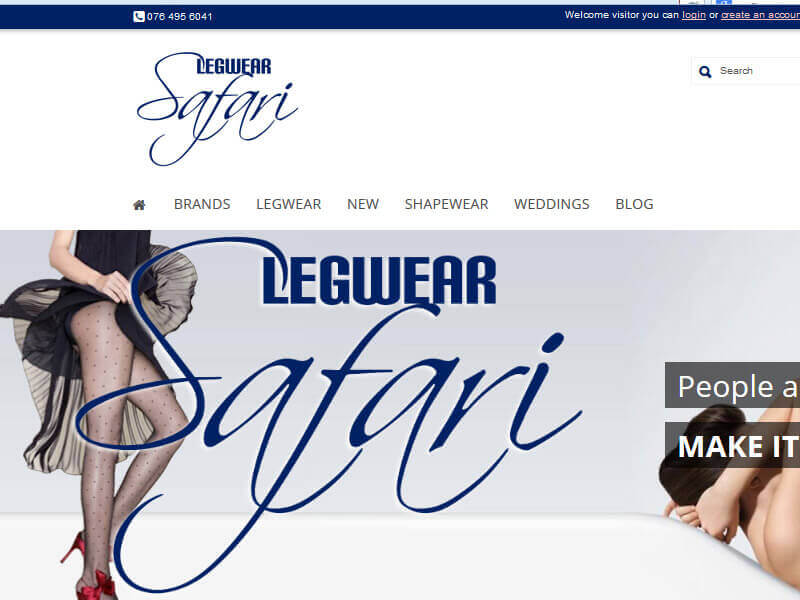 076 495 6041
Welcome visitor you can login or create an accoun
LEGWEAR
Safari
Search
BRANDS LEGWEAR NEW SHAPEWEAR WEDDINGS BLOG
LEGWEAR
Safari
People a
MAKE IT